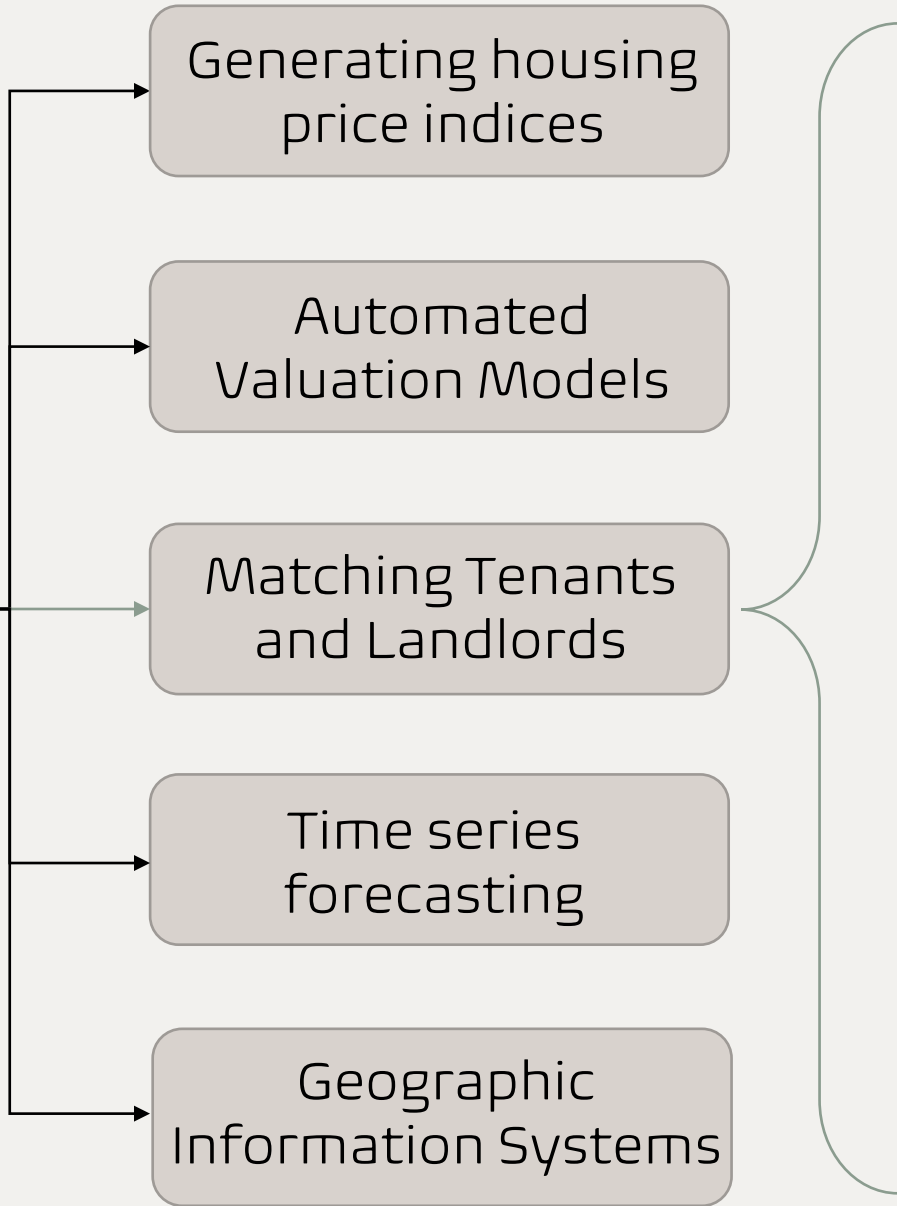 Generating housing
price indices
Automated
Valuation Models
Matching Tenants
and Landlords
Time series
forecasting
Geographic
Information Systems